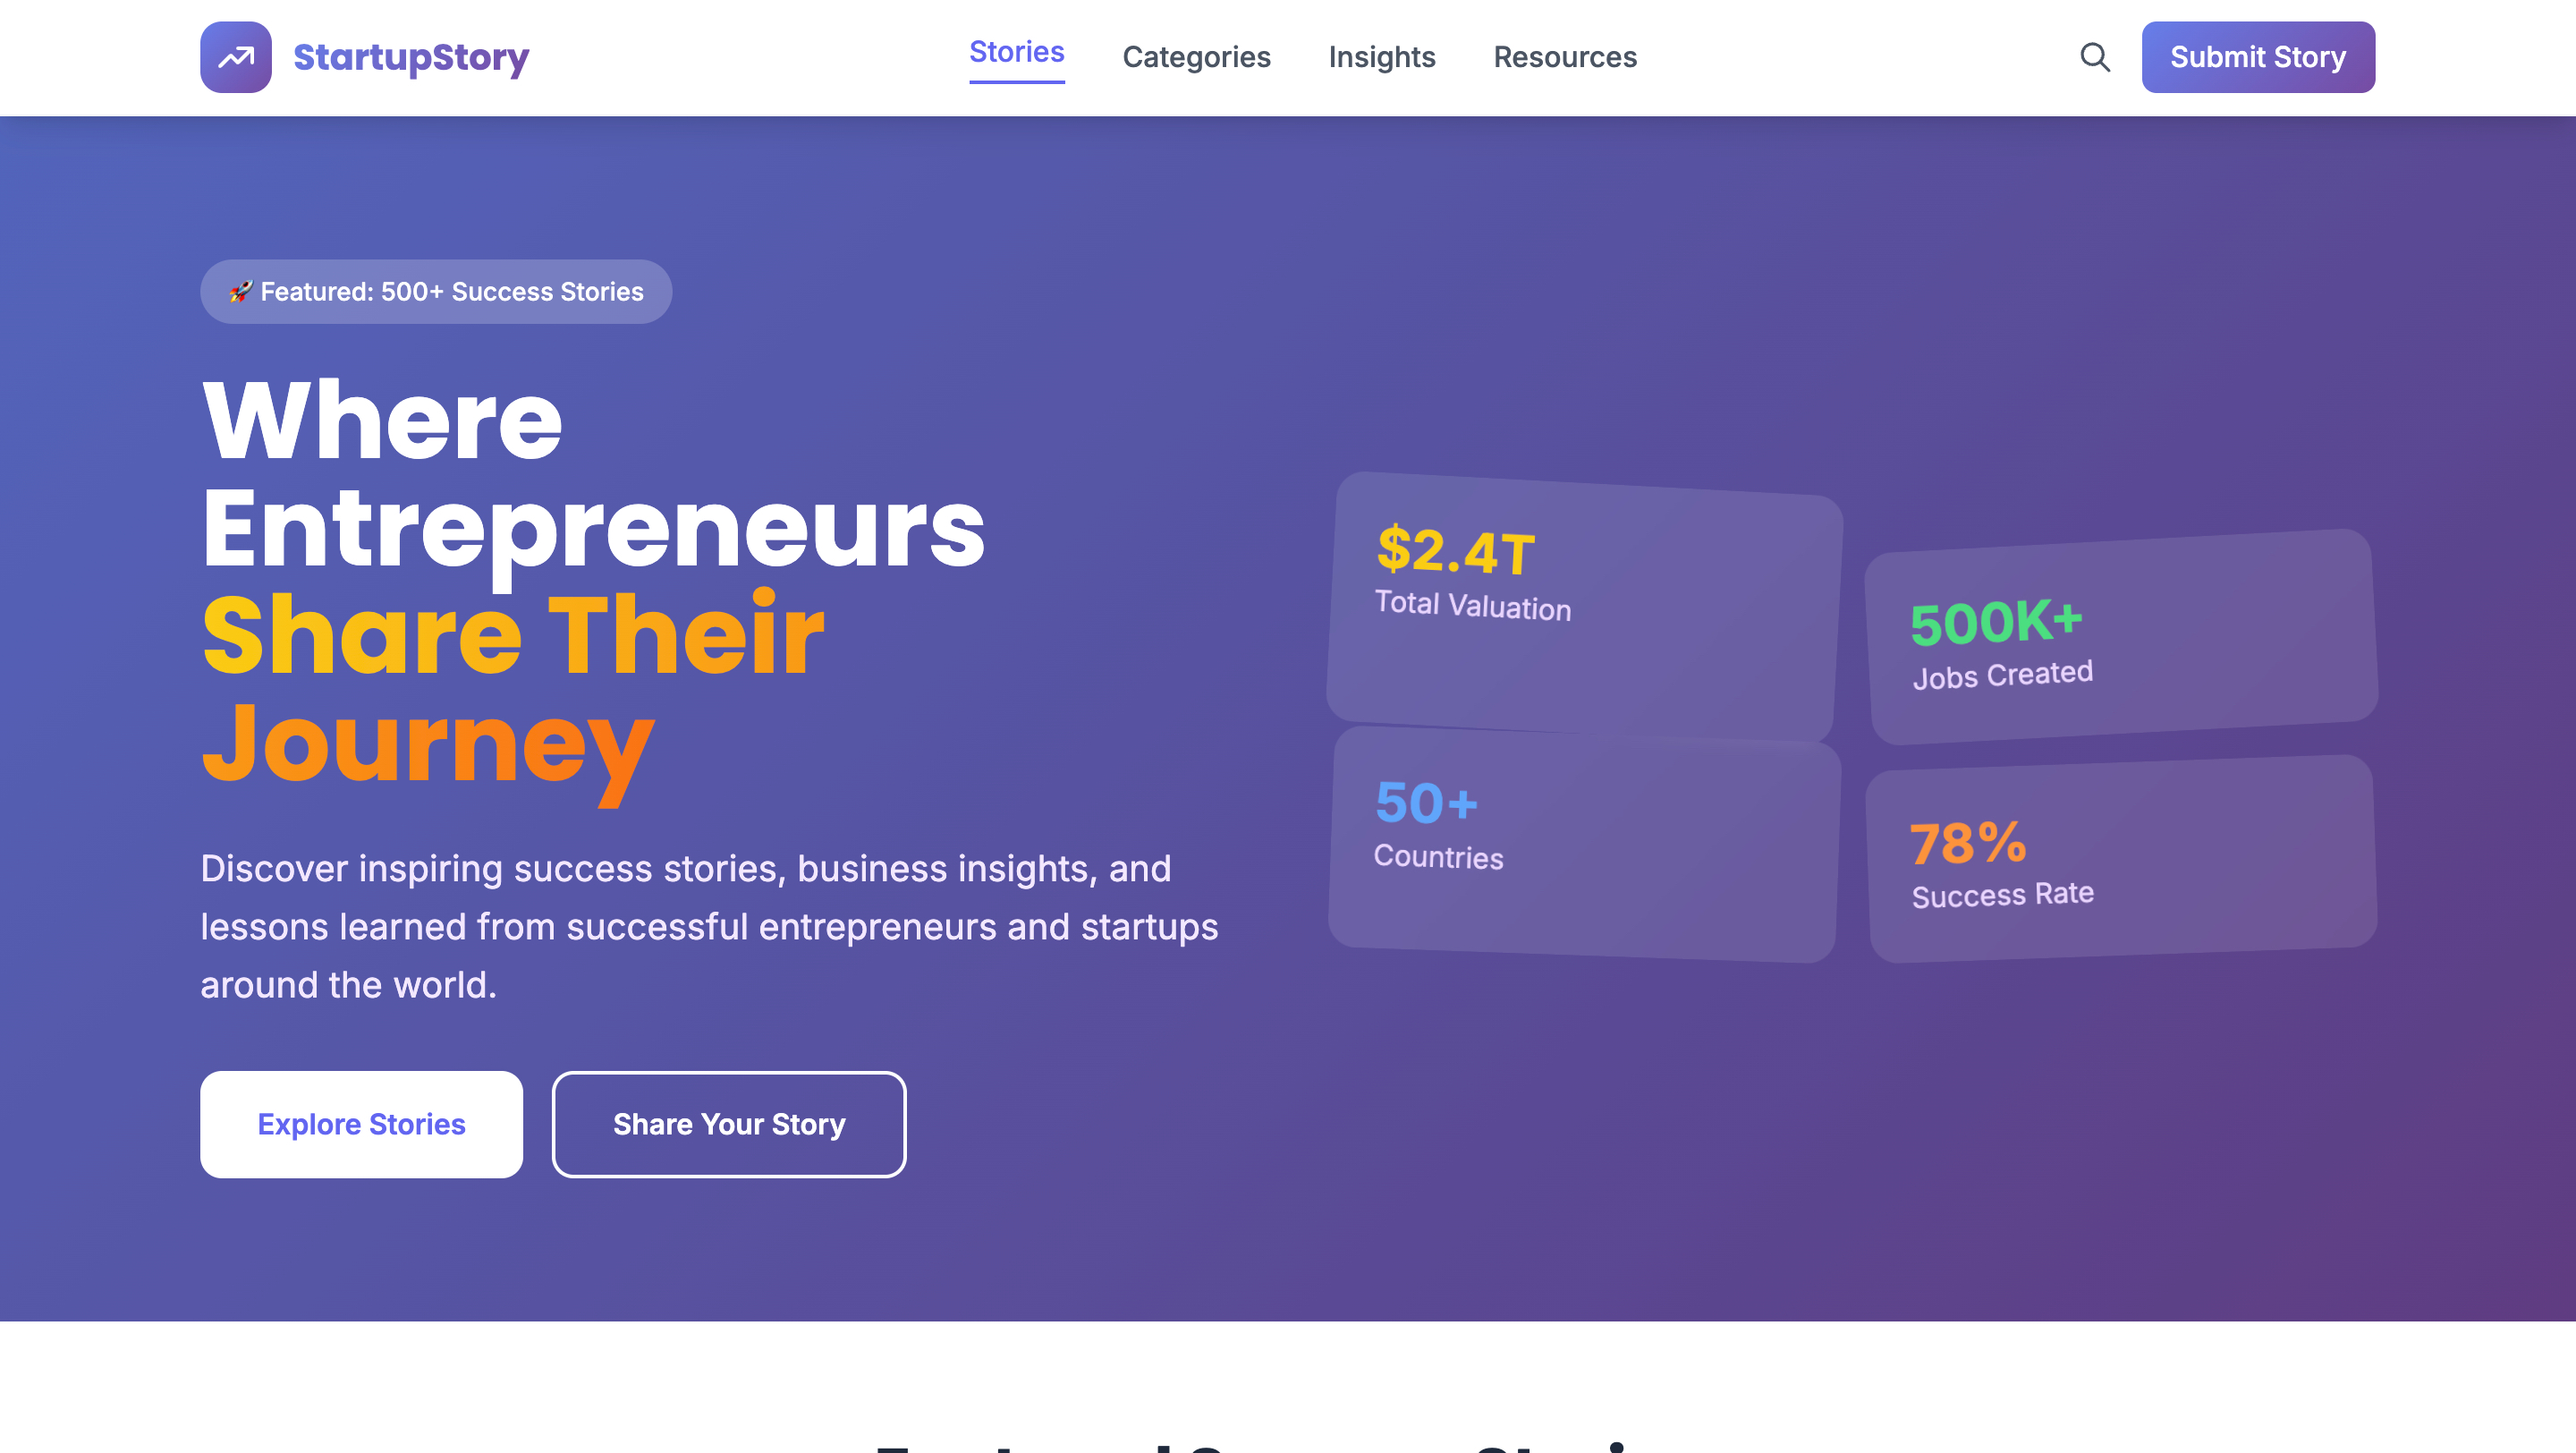 StartupStory
Stories
Categories
Insights
Resources
Submit Story
🚀 Featured: 500+ Success Stories
Where
Entrepreneurs
Share Their
Journey
Discover inspiring success stories, business insights, and
lessons learned from successful entrepreneurs and startups
around the world.
Explore Stories
Share Your Story
$2.4T
Total Valuation
500K+
Jobs Created
50+
Countries
78%
Success Rate